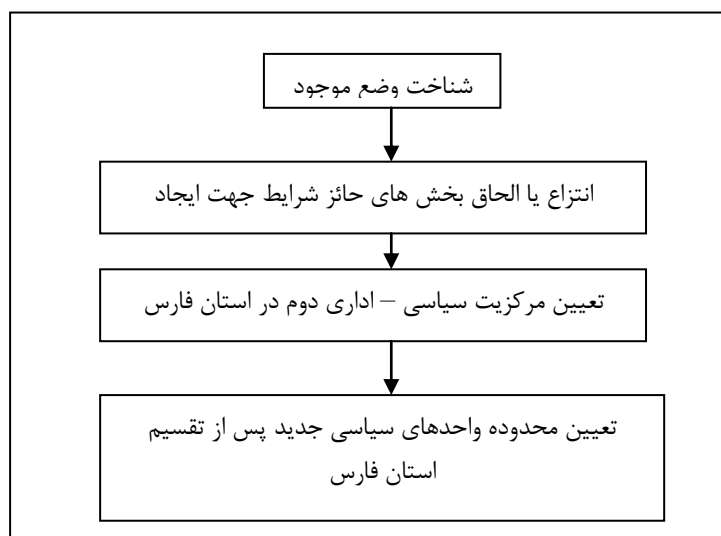 شناخت وضع موجود
انتزاع یا الحاق بخش های حائز شرایط جهت ایجاد
تعیین مرکزیت سیاسی – اداری دوم در استان فارس
تعیین محدوده واحدهای سیاسی جدید پس از تقسیم
استان فارس